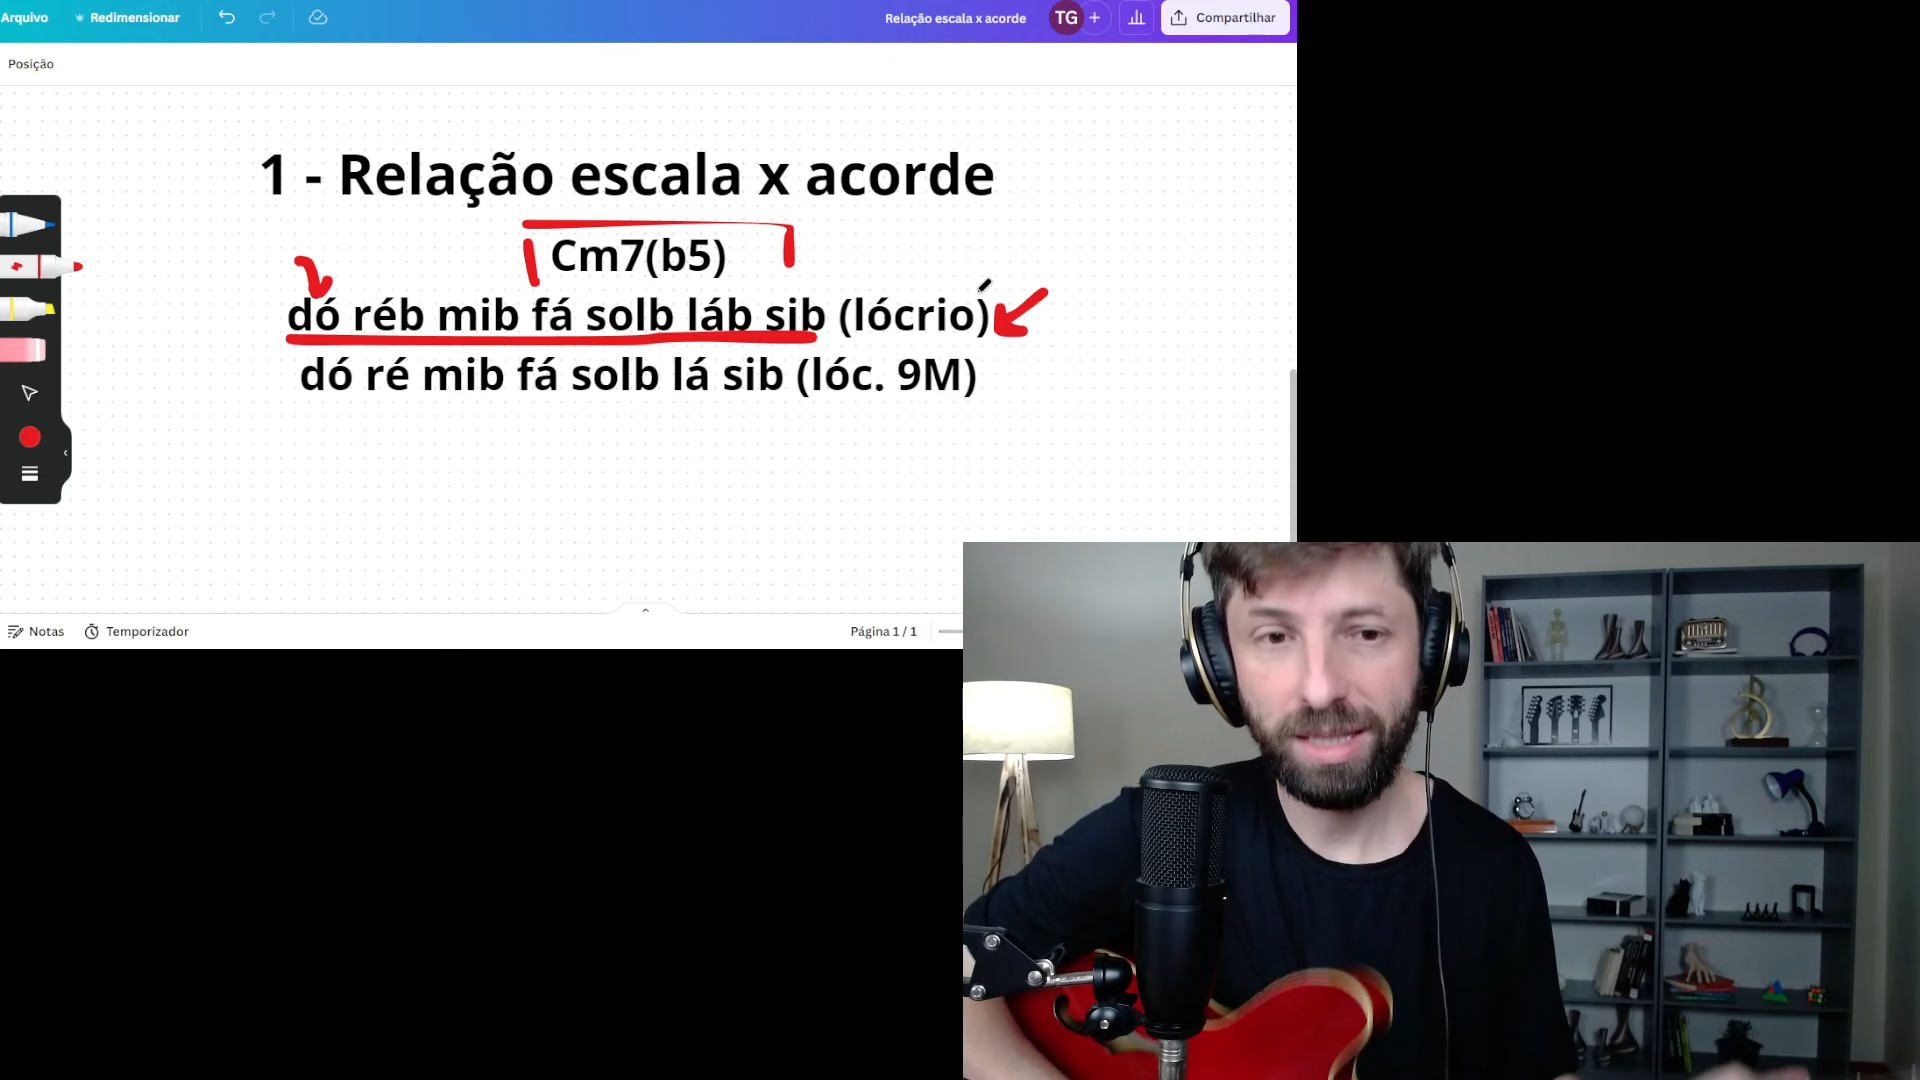 Arquivo Redimensionar Relação escala x acorde TG + Compartilhar
Posição
1 - Relação escala x acorde
Cm7(b5)
dó réb mib fá solb láb sib (lócrio)
dó ré mib fá solb lá sib (lóc. 9M)
Notas Temporizador Página 1 / 1